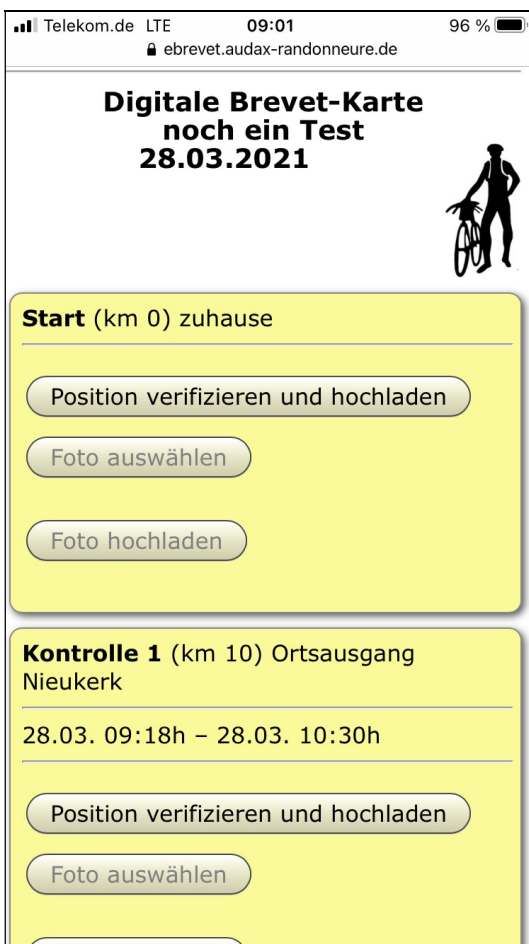 Telekom.de LTE 09:01 96 %
ebrevet.audax-randonneure.de
Digitale Brevet-Karte
noch ein Test
28.03.2021
Start (km 0) zuhause
Position verifizieren und hochladen
Foto auswählen
Foto hochladen
Kontrolle 1 (km 10) Ortsausgang
Nieukerk
28.03. 09:18h – 28.03. 10:30h
Position verifizieren und hochladen
Foto auswählen